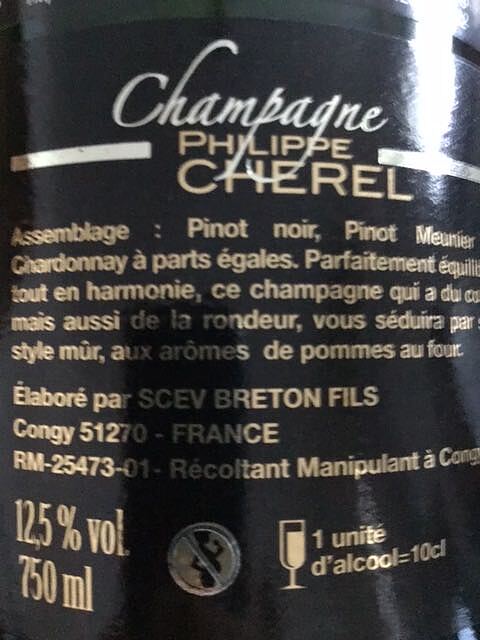 Champagne
PHILIPPE
CHEREL
Assemblage : Pinot noir, Pinot Meunier
Chardonnay à parts égales. Parfaitement
tout en harmonie, ce champagne qui a du
mais aussi de la rondeur, vous séduira par
style mûr, aux arômes de pommes au four.
Élaboré par SCEV BRETON FILS
Congy 51270 - FRANCE
RM-25473-01- Récoltant Manipulant à Congy
12,5 % vol.
750 ml
1 unité
d'alcool=10cl